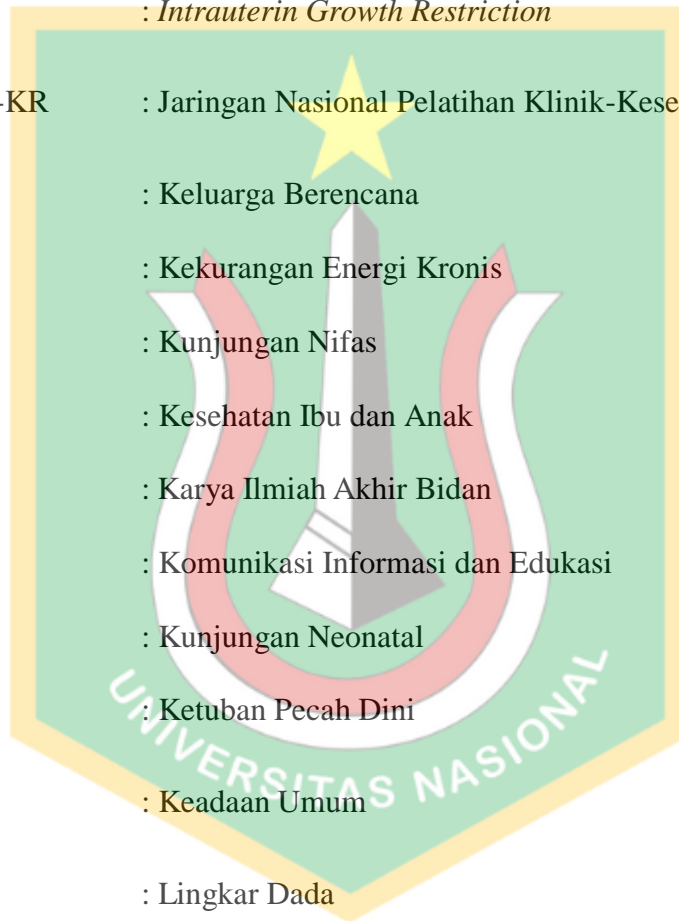 : Intrauterin Growth Restriction
-KR : Jaringan Nasional Pelatihan Klinik-Kese
: Keluarga Berencana
: Kekurangan Energi Kronis
: Kunjungan Nifas
: Kesehatan Ibu dan Anak
: Karya Ilmiah Akhir Bidan
: Komunikasi Informasi dan Edukasi
: Kunjungan Neonatal
: Ketuban Pecah Dini
: Keadaan Umum
: Lingkar Dada
UNIVERSITAS NASIONAL